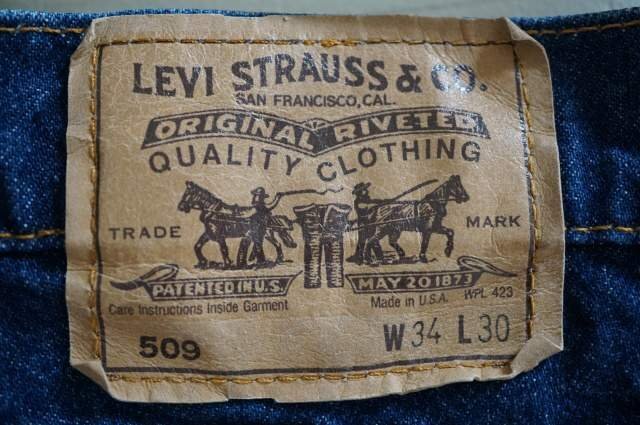 LEVI STRAUSS & CO.
SAN FRANCISCO, CAL.
ORIGINAL RIVETED
QUALITY CLOTHING
TRADE MARK
PATENTED IN U.S. MAY 20 1873
Care Instructions Inside Garment Made in U.S.A. WPL 423
509 W 34 L 30